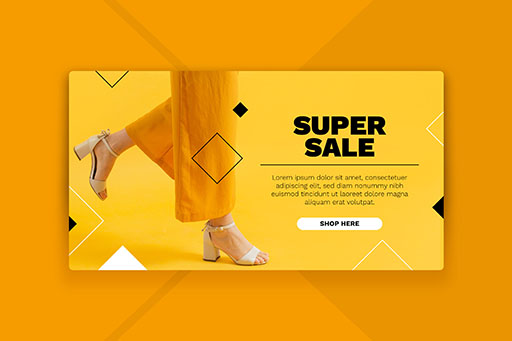 SUPER
SALE
Lorem ipsum dolor sit amet, consectetuer
adipiscing elit, sed diam nonummy nibh
euismod tincidunt ut laoreet dolore magna
aliquam erat volutpat.
SHOP HERE